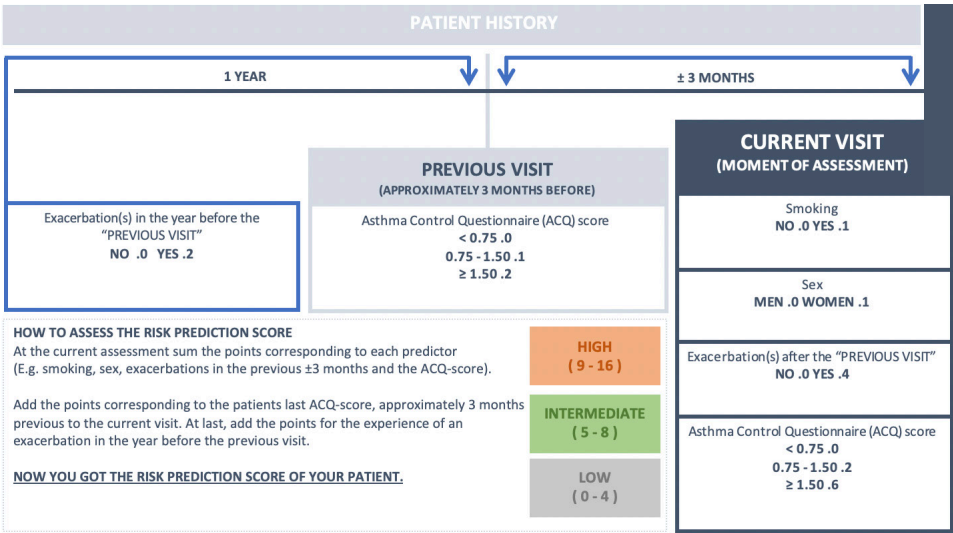 PATIENT HISTORY
1 YEAR
± 3 MONTHS
CURRENT VISIT
(MOMENT OF ASSESSMENT)
PREVIOUS VISIT
(APPROXIMATELY 3 MONTHS BEFORE)
Exacerbation(s) in the year before the
“PREVIOUS VISIT”
NO .0 YES .2
Asthma Control Questionnaire (ACQ) score
< 0.75 .0
0.75 - 1.50 .1
≥ 1.50 .2
Smoking
NO .0 YES .1
Sex
MEN .0 WOMEN .1
Exacerbation(s) after the “PREVIOUS VISIT”
NO .0 YES .4
Asthma Control Questionnaire (ACQ) score
< 0.75 .0
0.75 - 1.50 .2
≥ 1.50 .6
HOW TO ASSESS THE RISK PREDICTION SCORE
At the current assessment sum the points corresponding to each predictor
(E.g. smoking, sex, exacerbations in the previous ±3 months and the ACQ-score).
Add the points corresponding to the patients last ACQ-score, approximately 3 months
previous to the current visit. At last, add the points for the experience of an
exacerbation in the year before the previous visit.
NOW YOU GOT THE RISK PREDICTION SCORE OF YOUR PATIENT.
HIGH
( 9 - 16 )
INTERMEDIATE
( 5 - 8 )
LOW
( 0 - 4 )